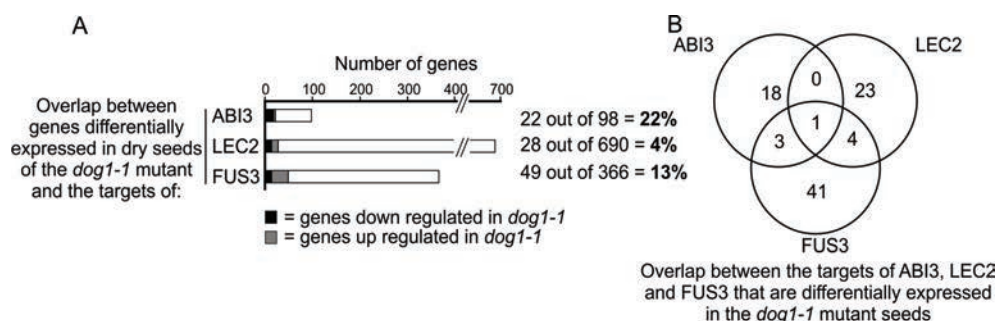 A
Number of genes
0 100 200 300 400 700
Overlap between
genes differentially
expressed in dry seeds
of the dog1-1 mutant
and the targets of:
ABI3
LEC2
FUS3
22 out of 98 = 22%
28 out of 690 = 4%
49 out of 366 = 13%
= genes down regulated in dog1-1
= genes up regulated in dog1-1
B
ABI3
LEC2
0
18
23
1
3
4
41
FUS3
Overlap between the targets of ABI3, LEC2
and FUS3 that are differentially expressed
in the dog1-1 mutant seeds